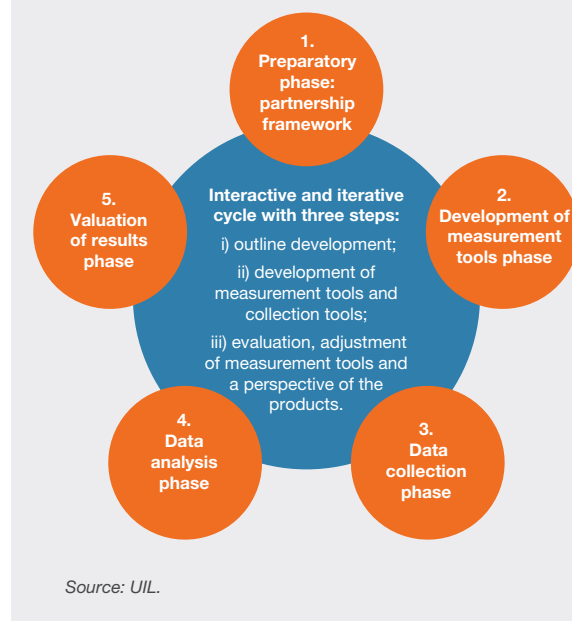 1.
Preparatory
phase:
partnership
framework
2.
Development of
measurement
tools phase
3.
Data
collection
phase
4.
Data
analysis
phase
5.
Valuation
of results
phase
Interactive and iterative
cycle with three steps:
i) outline development;
ii) development of
measurement tools and
collection tools;
iii) evaluation, adjustment
of measurement tools and
a perspective of the
products.
Source: UIL.